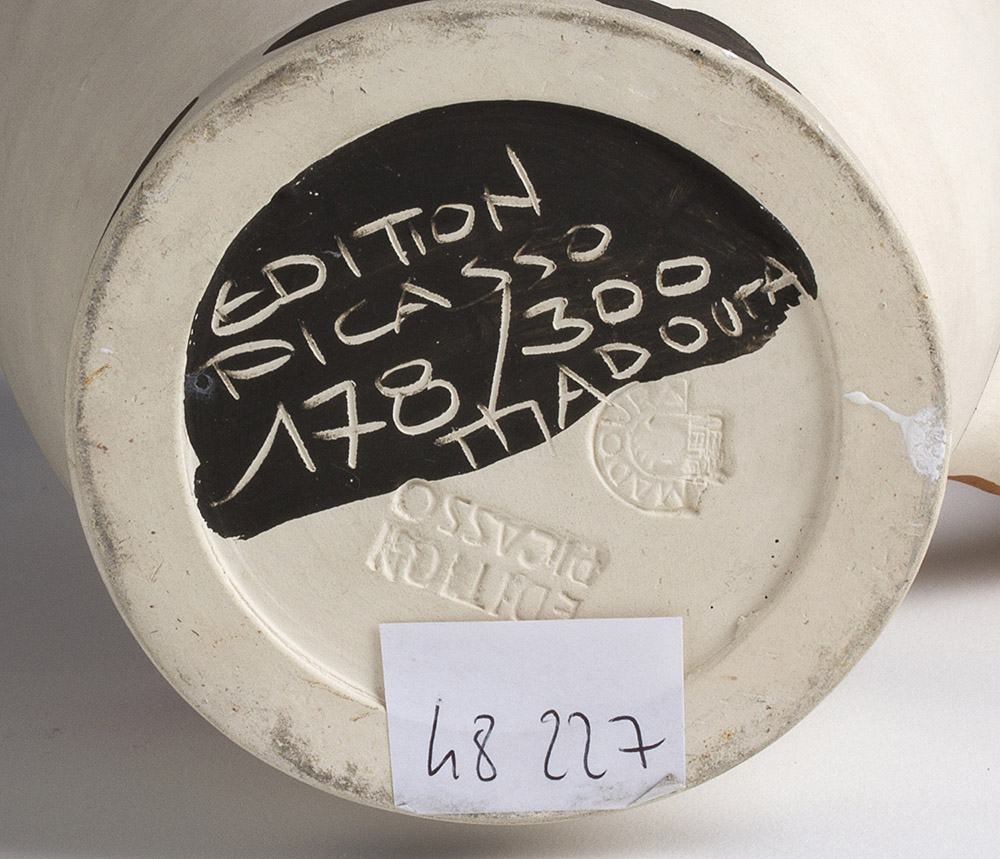 EDITION
PICASSO
178/300
MADOURA
MADOURA
EDITION
PICASSO
48 227